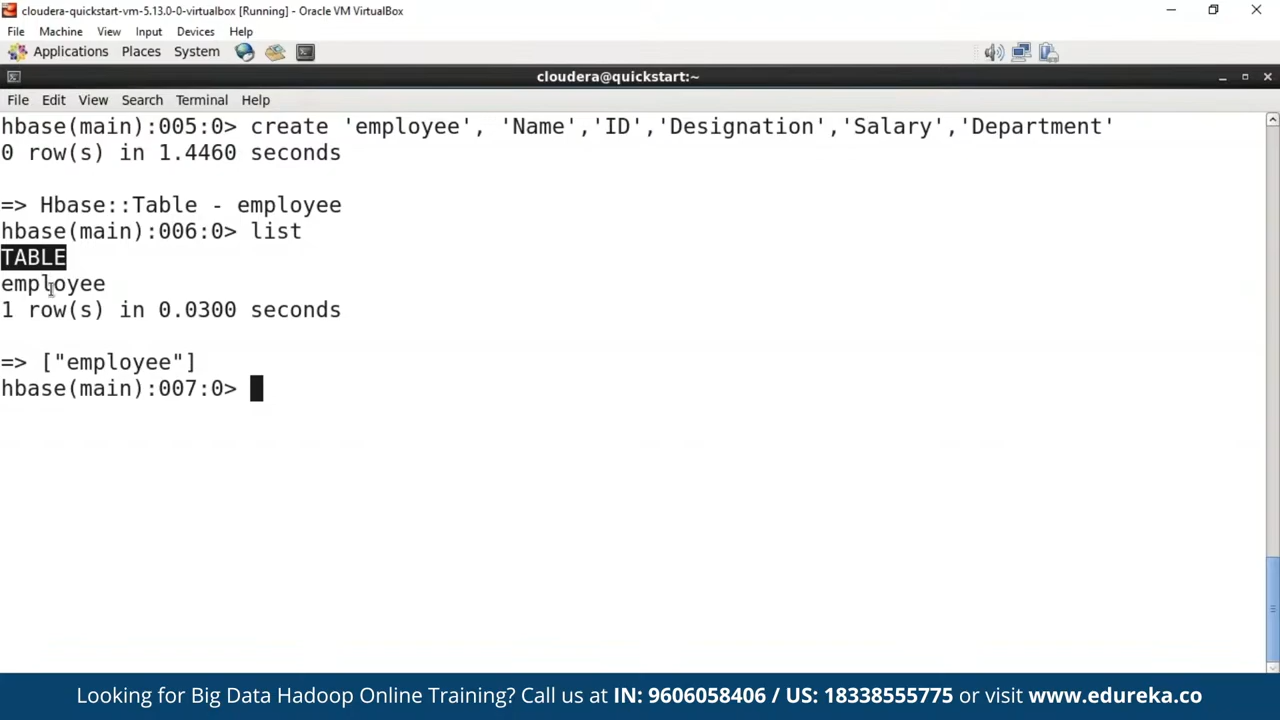 cloudera-quickstart-vm-5.13.0-0-virtualbox [Running] - Oracle VM VirtualBox
File Machine View Input Devices Help
Applications Places System
cloudera@quickstart:~
File Edit View Search Terminal Help
hbase(main):005:0> create 'employee', 'Name','ID','Designation','Salary','Department'
0 row(s) in 1.4460 seconds
=> Hbase::Table - employee
hbase(main):006:0> list
TABLE
employee
1 row(s) in 0.0300 seconds
=> ["employee"]
hbase(main):007:0>
Looking for Big Data Hadoop Online Training? Call us at IN: 9606058406 / US: 18338555775 or visit www.edureka.co